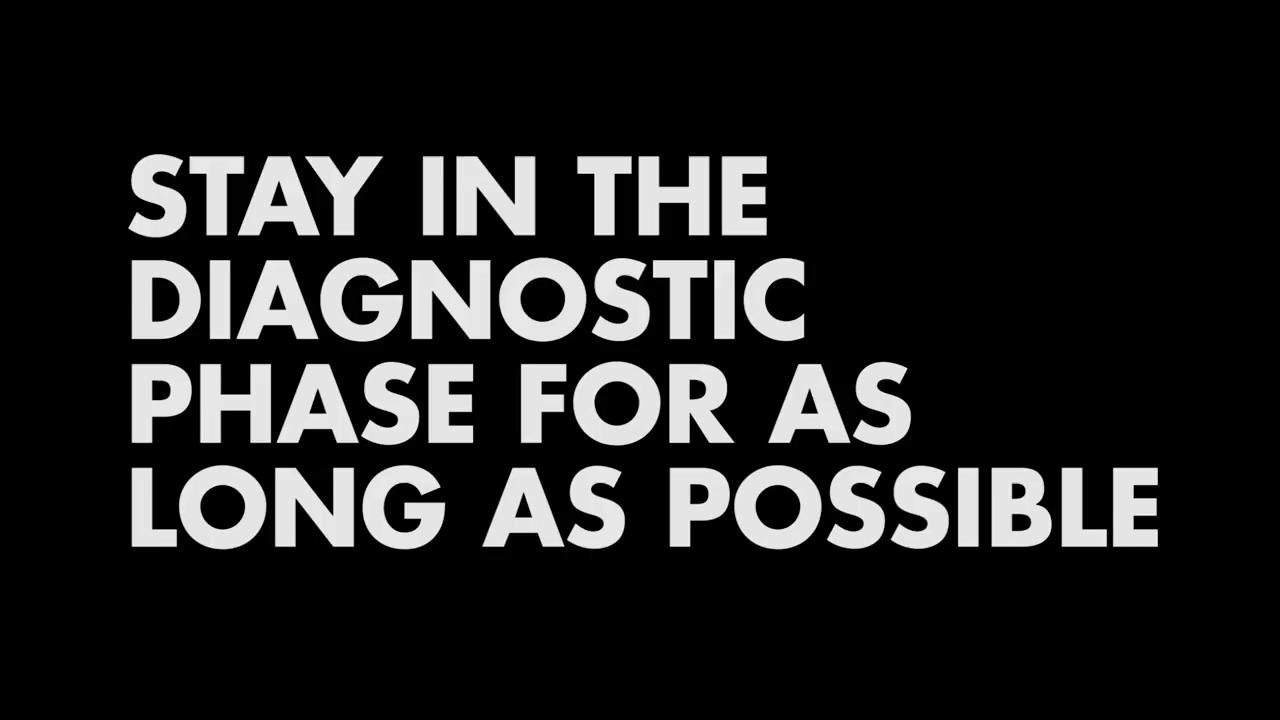 STAY IN THE
DIAGNOSTIC
PHASE FOR AS
LONG AS POSSIBLE